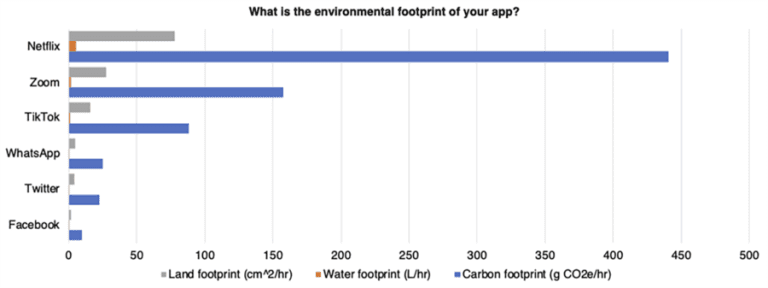 What is the environmental footprint of your app?
Netflix
Zoom
TikTok
WhatsApp
Twitter
Facebook
0 50 100 150 200 250 300 350 400 450 500
Land footprint (cm^2/hr) Water footprint (L/hr) Carbon footprint (g CO2e/hr)